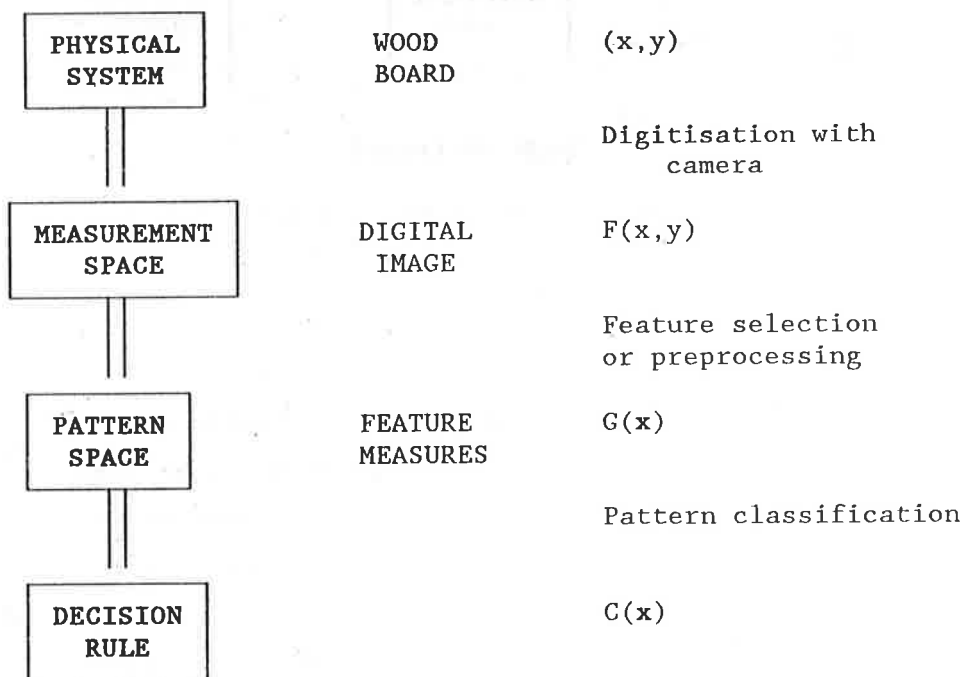 PHYSICAL WOOD (x,y)
SYSTEM BOARD
Digitisation with
camera
MEASUREMENT DIGITAL F(x,y)
SPACE IMAGE
Feature selection
or preprocessing
PATTERN FEATURE G(x)
SPACE MEASURES
Pattern classification
DECISION C(x)
RULE